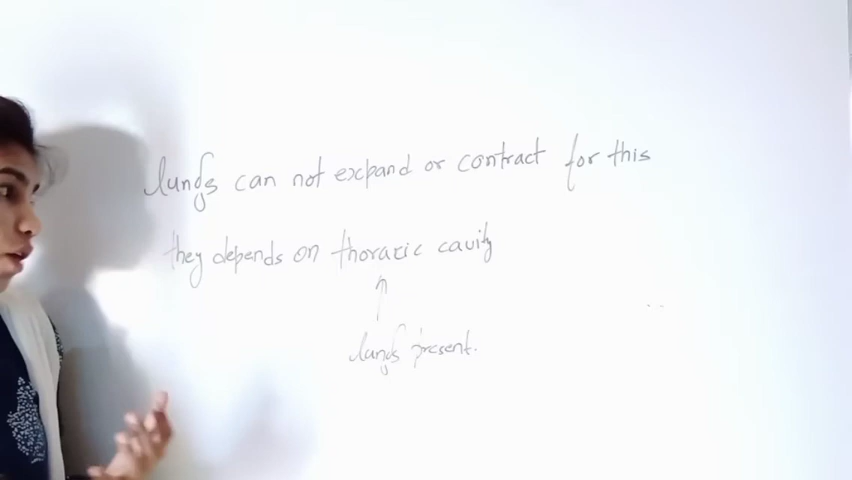 lungs can not expand or contract for this
they depends on thoracic cavity
↑
lungs present.